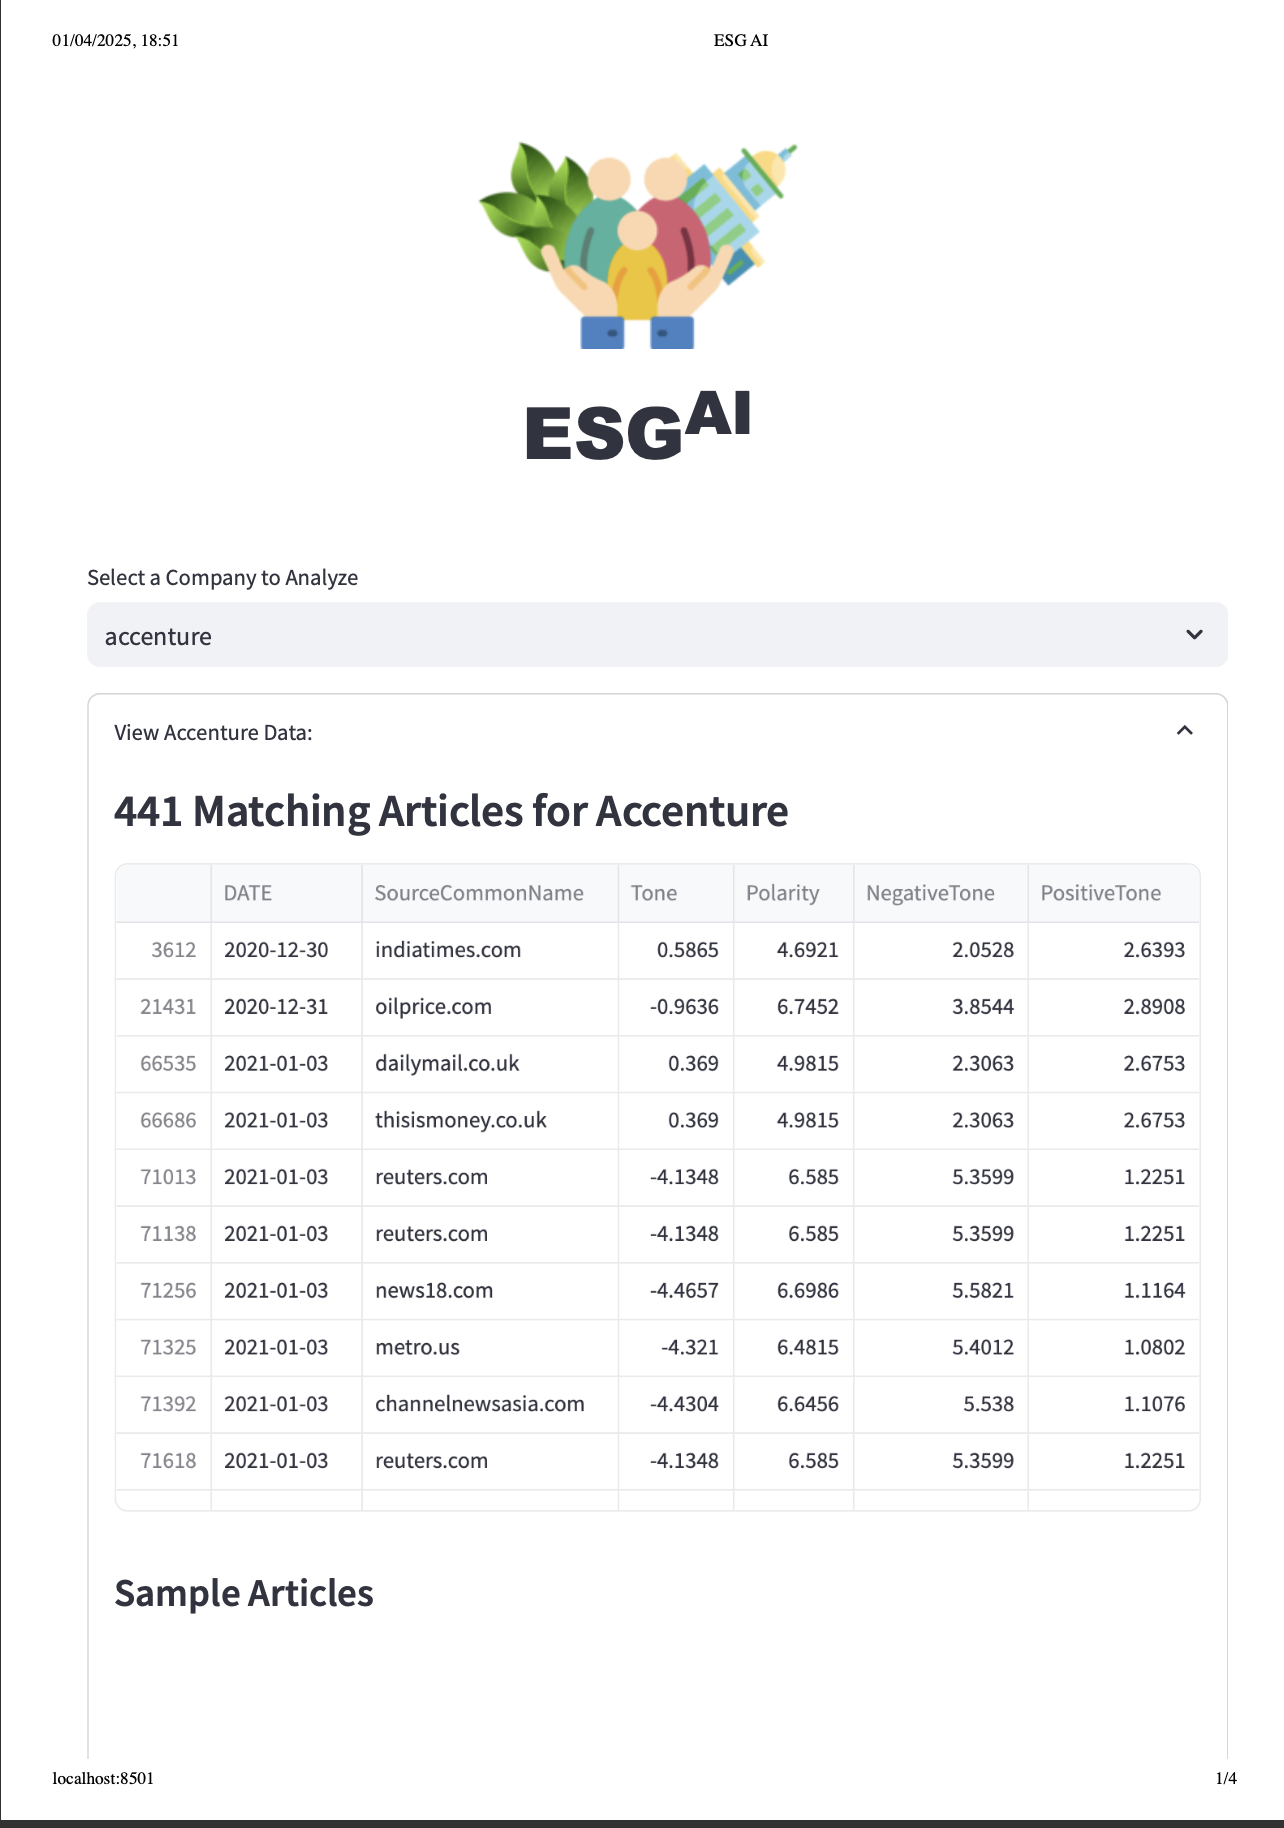 01/04/2025, 18:51 ESG AI
ESG AI
Select a Company to Analyze
accenture
View Accenture Data:
441 Matching Articles for Accenture
DATE SourceCommonName Tone Polarity NegativeTone PositiveTone
3612 2020-12-30 indiatimes.com 0.5865 4.6921 2.0528 2.6393
21431 2020-12-31 oilprice.com -0.9636 6.7452 3.8544 2.8908
66535 2021-01-03 dailymail.co.uk 0.369 4.9815 2.3063 2.6753
66686 2021-01-03 thisismoney.co.uk 0.369 4.9815 2.3063 2.6753
71013 2021-01-03 reuters.com -4.1348 6.585 5.3599 1.2251
71138 2021-01-03 reuters.com -4.1348 6.585 5.3599 1.2251
71256 2021-01-03 news18.com -4.4657 6.6986 5.5821 1.1164
71325 2021-01-03 metro.us -4.321 6.4815 5.4012 1.0802
71392 2021-01-03 channelnewsasia.com -4.4304 6.6456 5.538 1.1076
71618 2021-01-03 reuters.com -4.1348 6.585 5.3599 1.2251
Sample Articles
localhost:8501 1/4